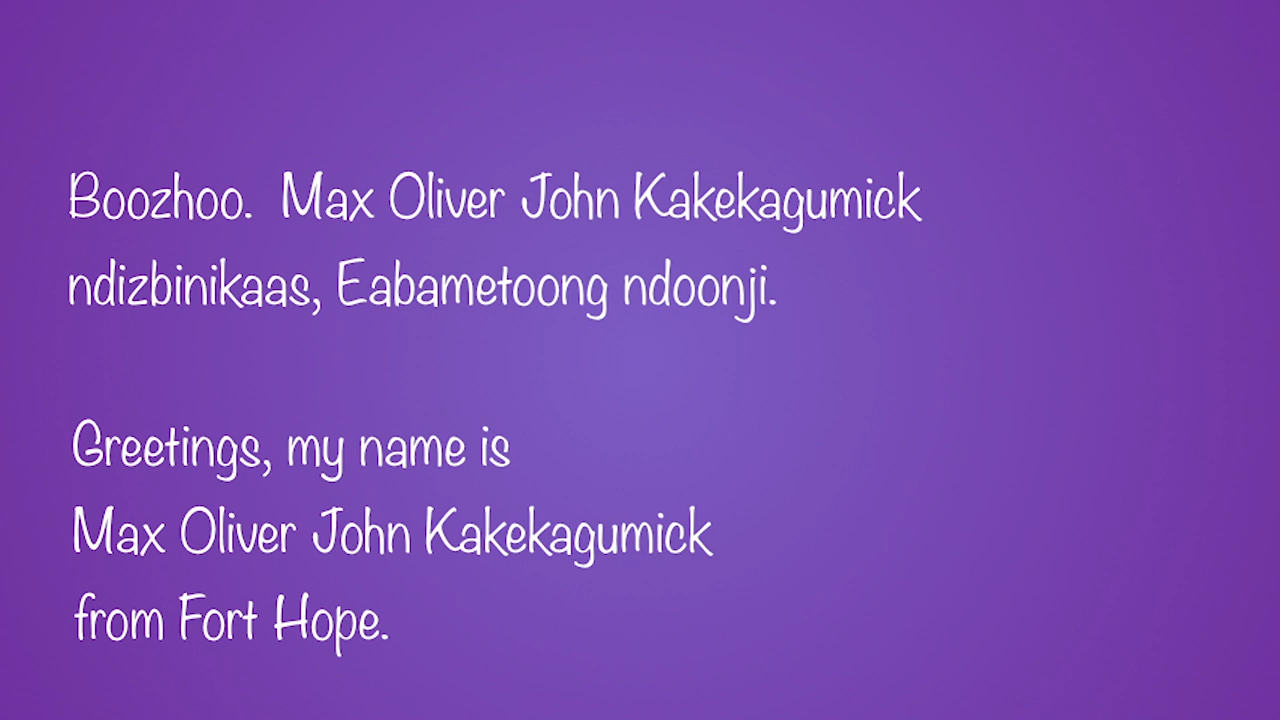 Boozhoo.  Max Oliver John Kakekagumick
ndizbinikaas, Eabametoong ndoonji.
Greetings, my name is
Max Oliver John Kakekagumick
from Fort Hope.